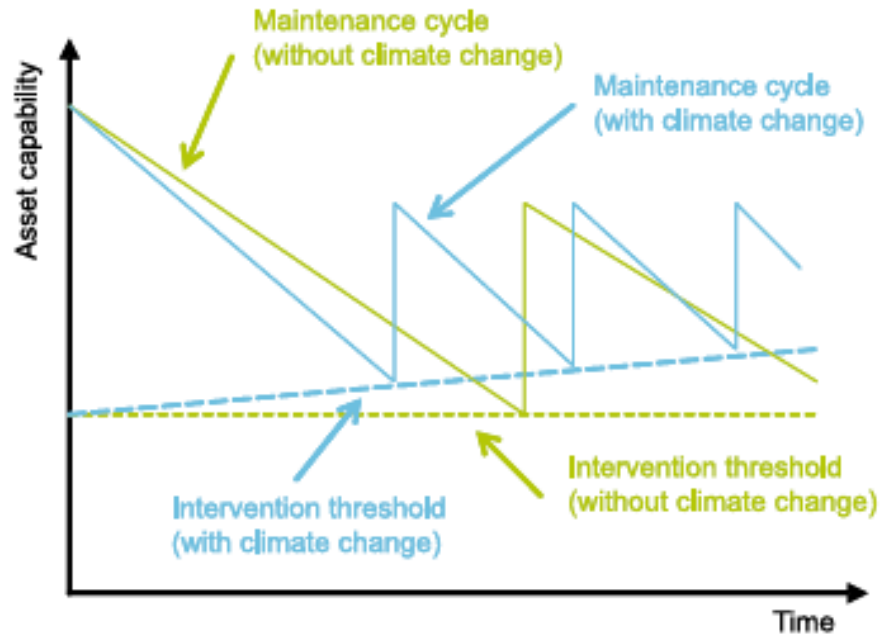 Maintenance cycle
(without climate change)
Maintenance cycle
(with climate change)
Asset capability
Intervention threshold
(without climate change)
Intervention threshold
(with climate change)
Time